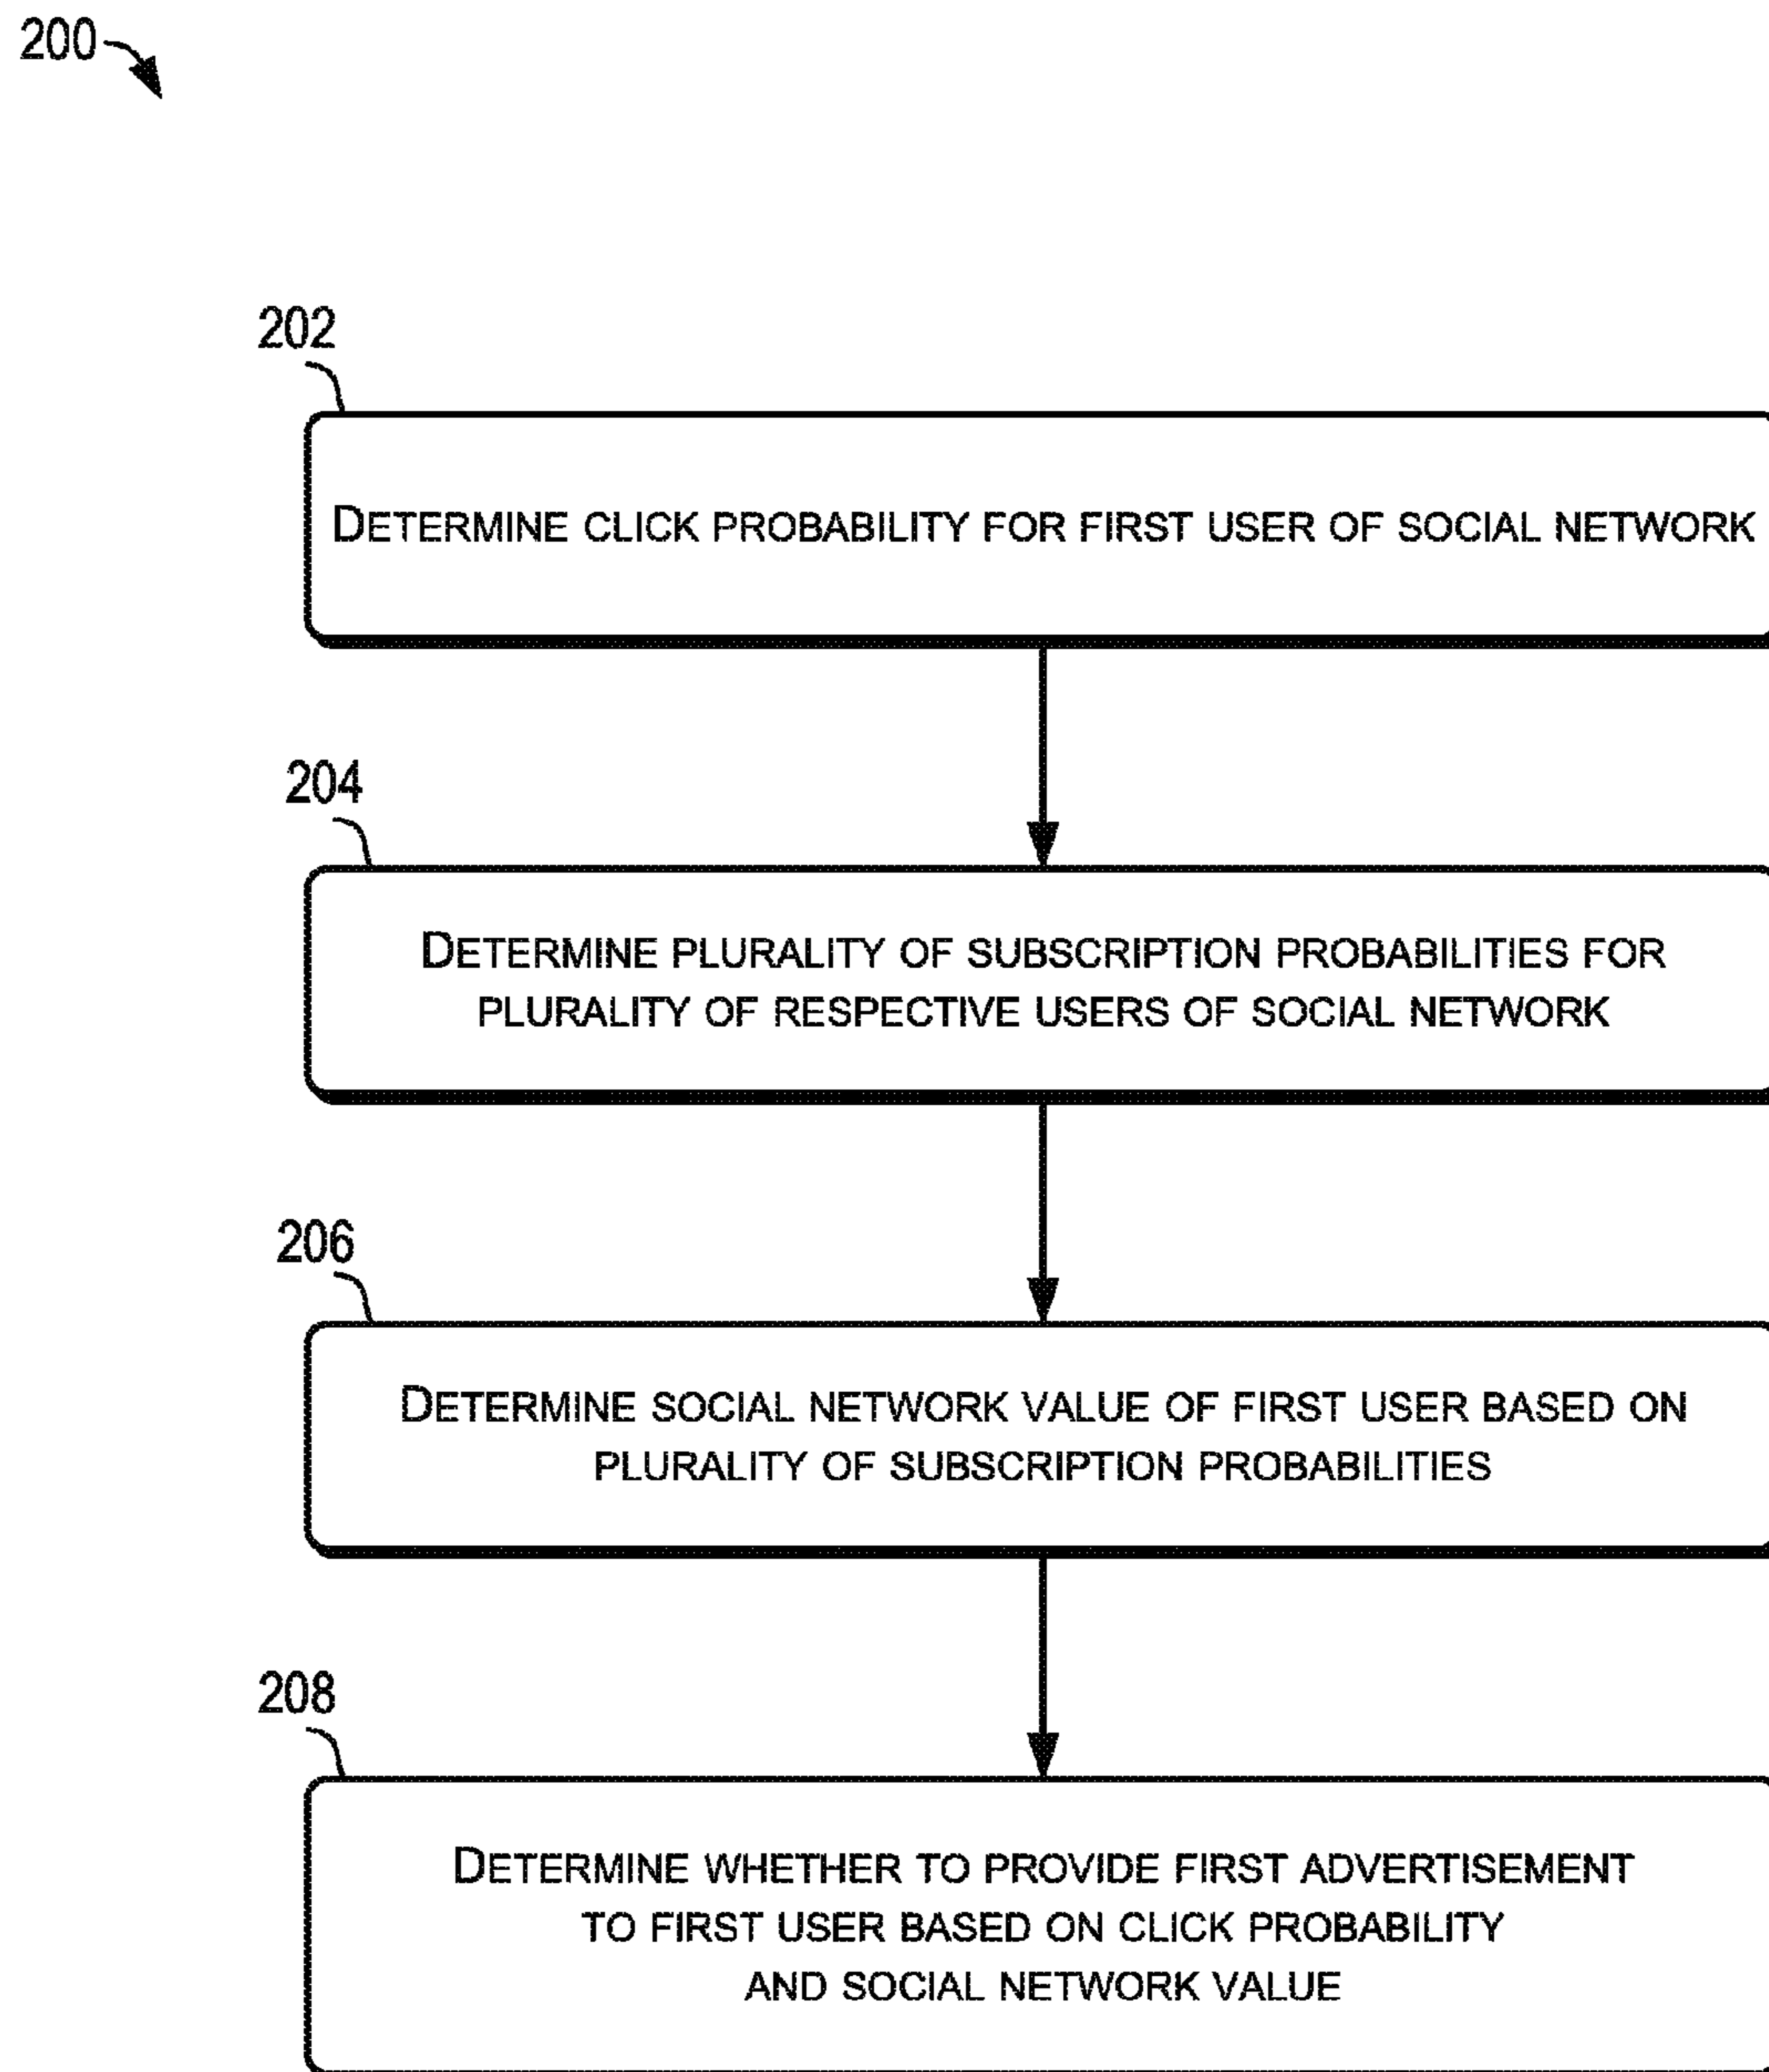 200
202
DETERMINE CLICK PROBABILITY FOR FIRST USER OF SOCIAL NETWORK
204
DETERMINE PLURALITY OF SUBSCRIPTION PROBABILITIES FOR
PLURALITY OF RESPECTIVE USERS OF SOCIAL NETWORK
206
DETERMINE SOCIAL NETWORK VALUE OF FIRST USER BASED ON
PLURALITY OF SUBSCRIPTION PROBABILITIES
208
DETERMINE WHETHER TO PROVIDE FIRST ADVERTISEMENT
TO FIRST USER BASED ON CLICK PROBABILITY
AND SOCIAL NETWORK VALUE